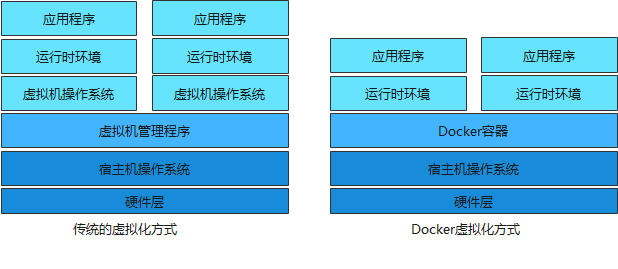 应用程序
应用程序
运行时环境
运行时环境
虚拟机操作系统
虚拟机操作系统
虚拟机管理程序
宿主机操作系统
硬件层
传统的虚拟化方式
应用程序
应用程序
运行时环境
运行时环境
Docker容器
宿主机操作系统
硬件层
Docker虚拟化方式